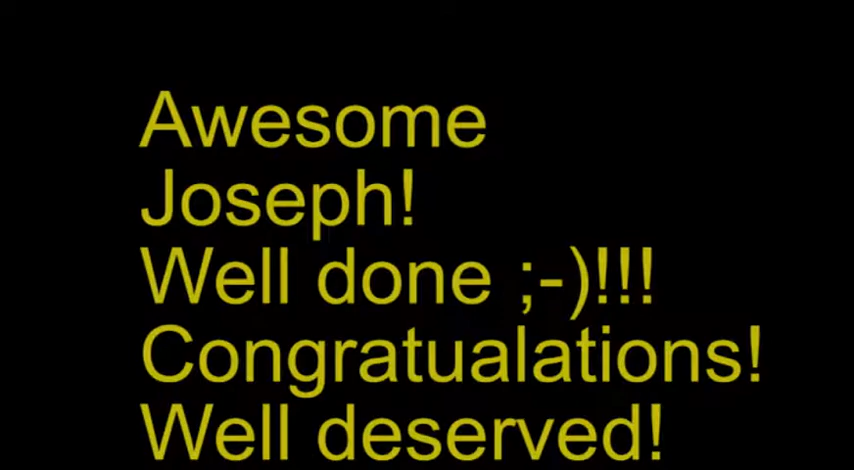 Awesome
Joseph!
Well done ;-)!!!
Congratualations!
Well deserved!